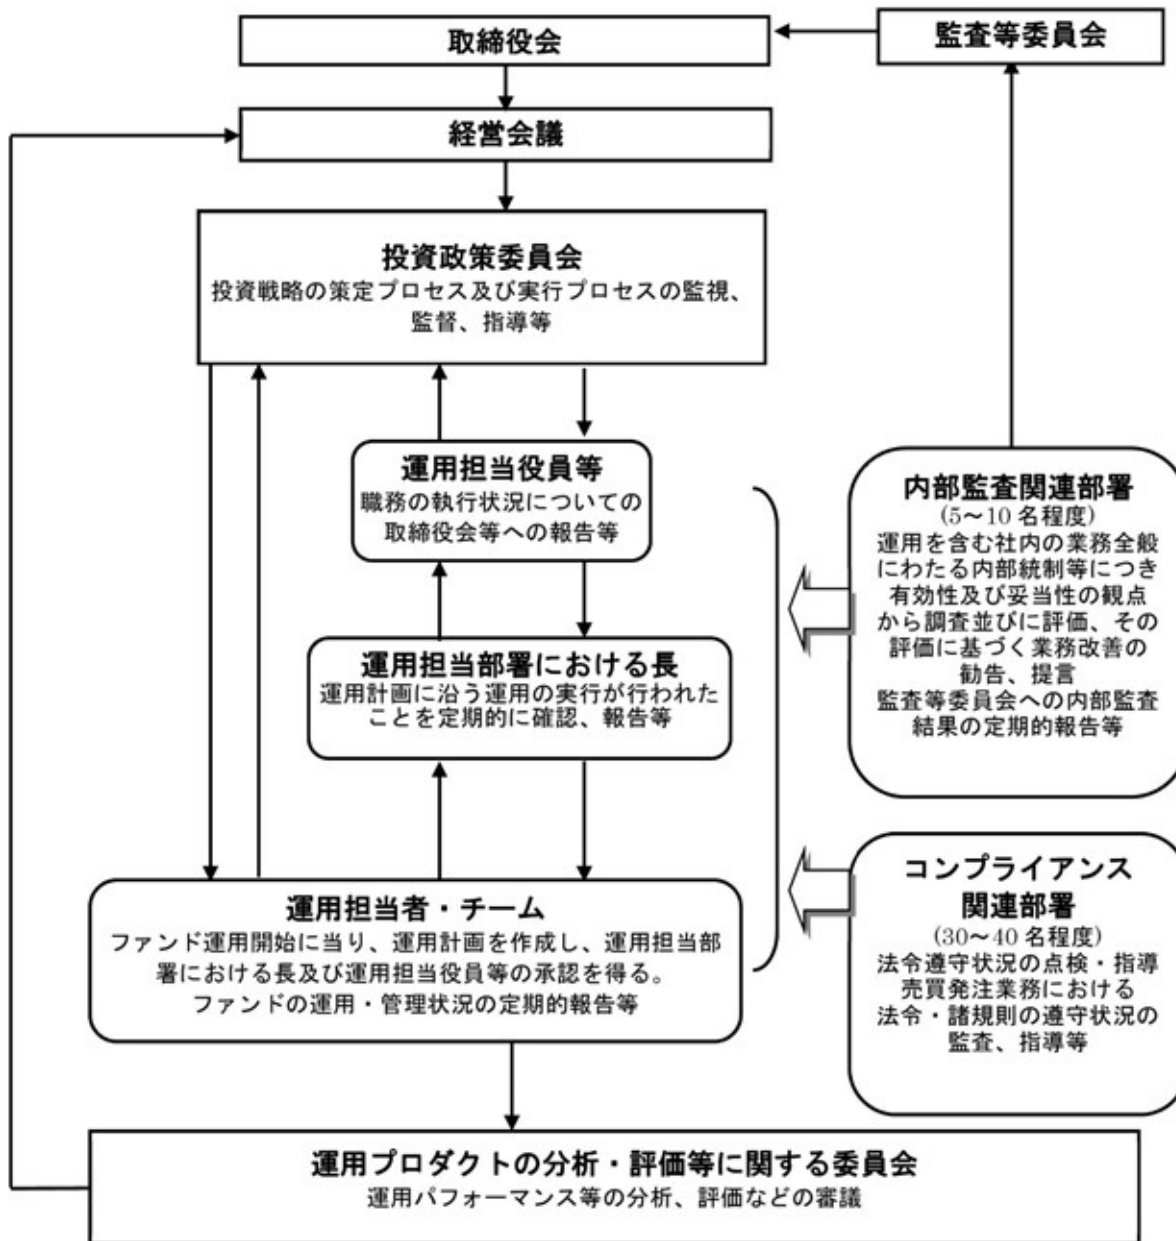 取締役会
監査等委員会
経営会議
投資政策委員会
投資戦略の策定プロセス及び実行プロセスの監視、
監督、指導等
運用担当役員等
職務の執行状況についての
取締役会等への報告等
運用担当部署における長
運用計画に沿う運用の実行が行われた
ことを定期的に確認、報告等
運用担当者・チーム
ファンド運用開始に当り、運用計画を作成し、運用担当部
署における長及び運用担当役員等の承認を得る。
ファンドの運用・管理状況の定期的報告等
内部監査関連部署
(5～10 名程度)
運用を含む社内の業務全般
にわたる内部統制等につき
有効性及び妥当性の観点
から調査並びに評価、その
評価に基づく業務改善の
勧告、提言
監査等委員会への内部監査
結果の定期的報告等
コンプライアンス
関連部署
(30～40 名程度)
法令遵守状況の点検・指導
売買発注業務における
法令・諸規則の遵守状況の
監査、指導等
運用プロダクトの分析・評価等に関する委員会
運用パフォーマンス等の分析、評価などの審議